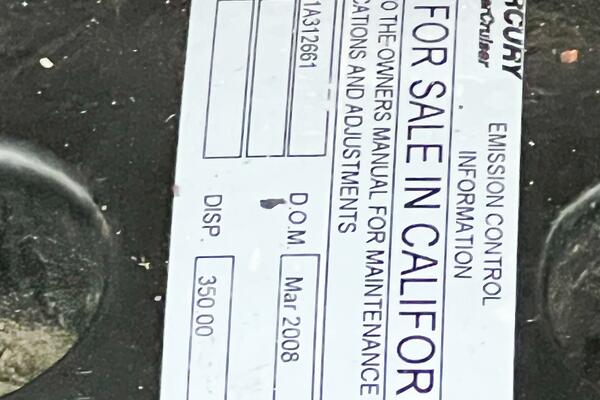 RCURY
erCruiser
EMISSION CONTROL
INFORMATION
FOR SALE IN CALIFOR
O THE OWNERS MANUAL FOR MAINTENANCE
CATIONS AND ADJUSTMENTS
1A312661
D.O.M. Mar 2008
DISP. 350.00